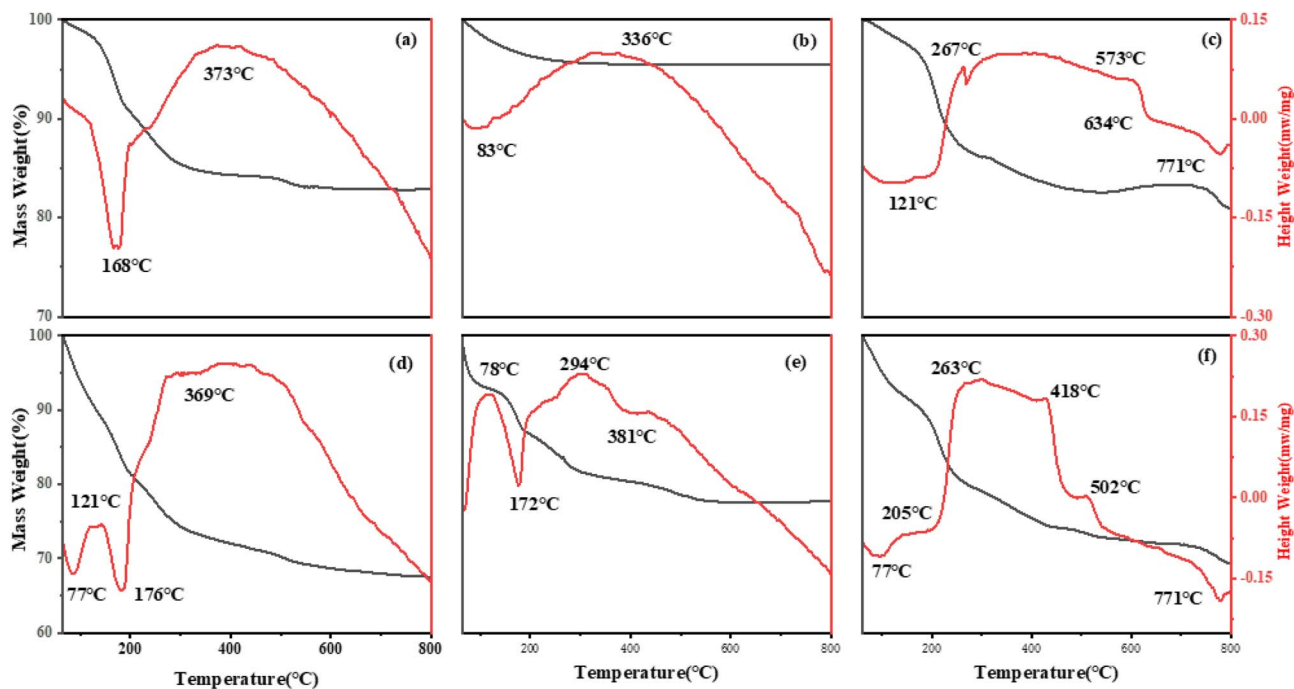 100
90
80
70
Mass Weight(%)
(a)
373°C
168°C
(b)
336°C
83°C
(c)
267°C
573°C
634°C
771°C
121°C
0.15
0.00
-0.15
-0.30
Height Weight(mw/mg)
100
90
80
70
60
Mass Weight(%)
(d)
369°C
121°C
77°C
176°C
200
400
600
800
Temperature(°C)
(e)
78°C
294°C
381°C
172°C
200
400
600
800
Temperature(°C)
(f)
263°C
418°C
502°C
205°C
77°C
771°C
200
400
600
800
Temperature(°C)
0.30
0.15
0.00
-0.15
Height Weight(mw/mg)